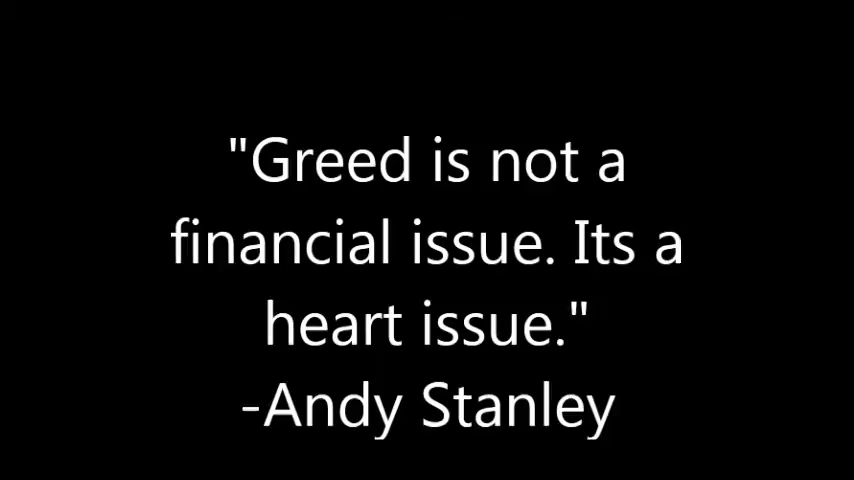 "Greed is not a
financial issue. Its a
heart issue."
-Andy Stanley